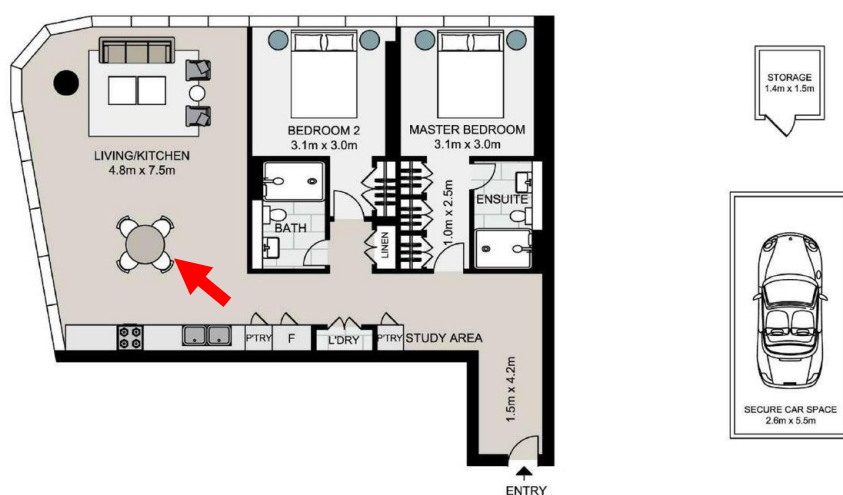 BEDROOM 2
3.1m x 3.0m
MASTER BEDROOM
3.1m x 3.0m
STORAGE
1.4m x 1.5m
LIVING/KITCHEN
4.8m x 7.5m
BATH
LINEN
1.0m x 2.5m
ENSUITE
P'TRY
F
L'DRY
P'TRY
STUDY AREA
1.5m x 4.2m
ENTRY
SECURE CAR SPACE
2.6m x 5.5m